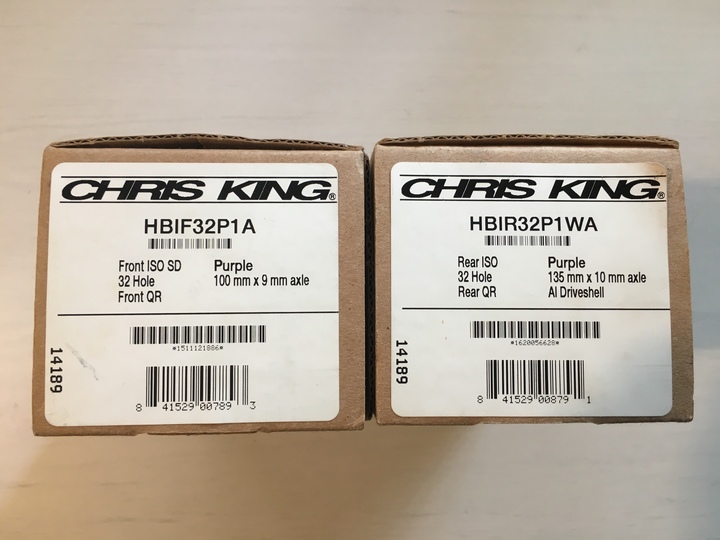 CHRIS KING®
HBIF32P1A
Front ISO SD Purple
32 Hole 100 mm x 9 mm axle
Front QR
*1511121886*
14189
8 41529 00789 3
CHRIS KING®
HBIR32P1WA
Rear ISO Purple
32 Hole 135 mm x 10 mm axle
Rear QR Al Driveshell
*1620056628*
14189
8 41529 00879 1